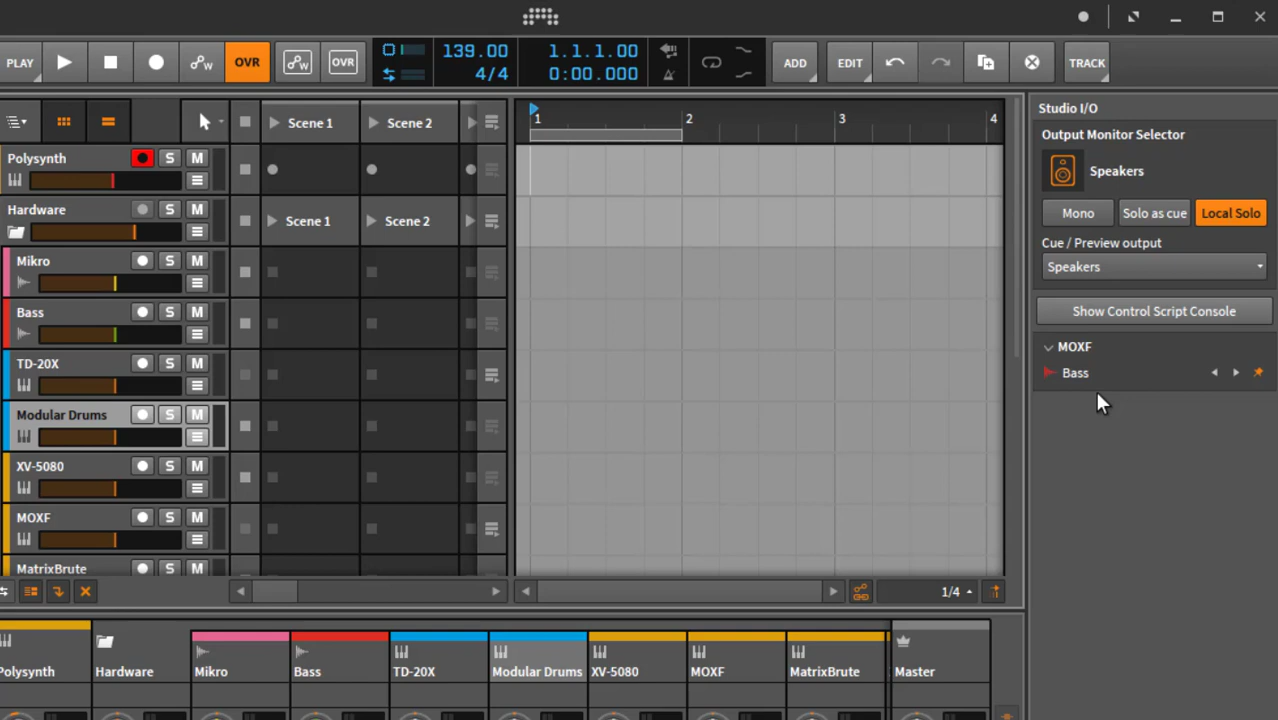 PLAY
OVR
OVR
139.00
4/4
1.1.1.00
0:00.000
ADD
EDIT
TRACK
Scene 1
Scene 2
1
2
3
4
Polysynth
S
M
Hardware
S
M
Scene 1
Scene 2
Mikro
S
M
Bass
S
M
TD-20X
S
M
Modular Drums
S
M
XV-5080
S
M
MOXF
S
M
MatrixBrute
S
M
1/4
Polysynth
Hardware
Mikro
Bass
TD-20X
Modular Drums
XV-5080
MOXF
MatrixBrute
Master
Studio I/O
Output Monitor Selector
Speakers
Mono
Solo as cue
Local Solo
Cue / Preview output
Speakers
Show Control Script Console
MOXF
Bass